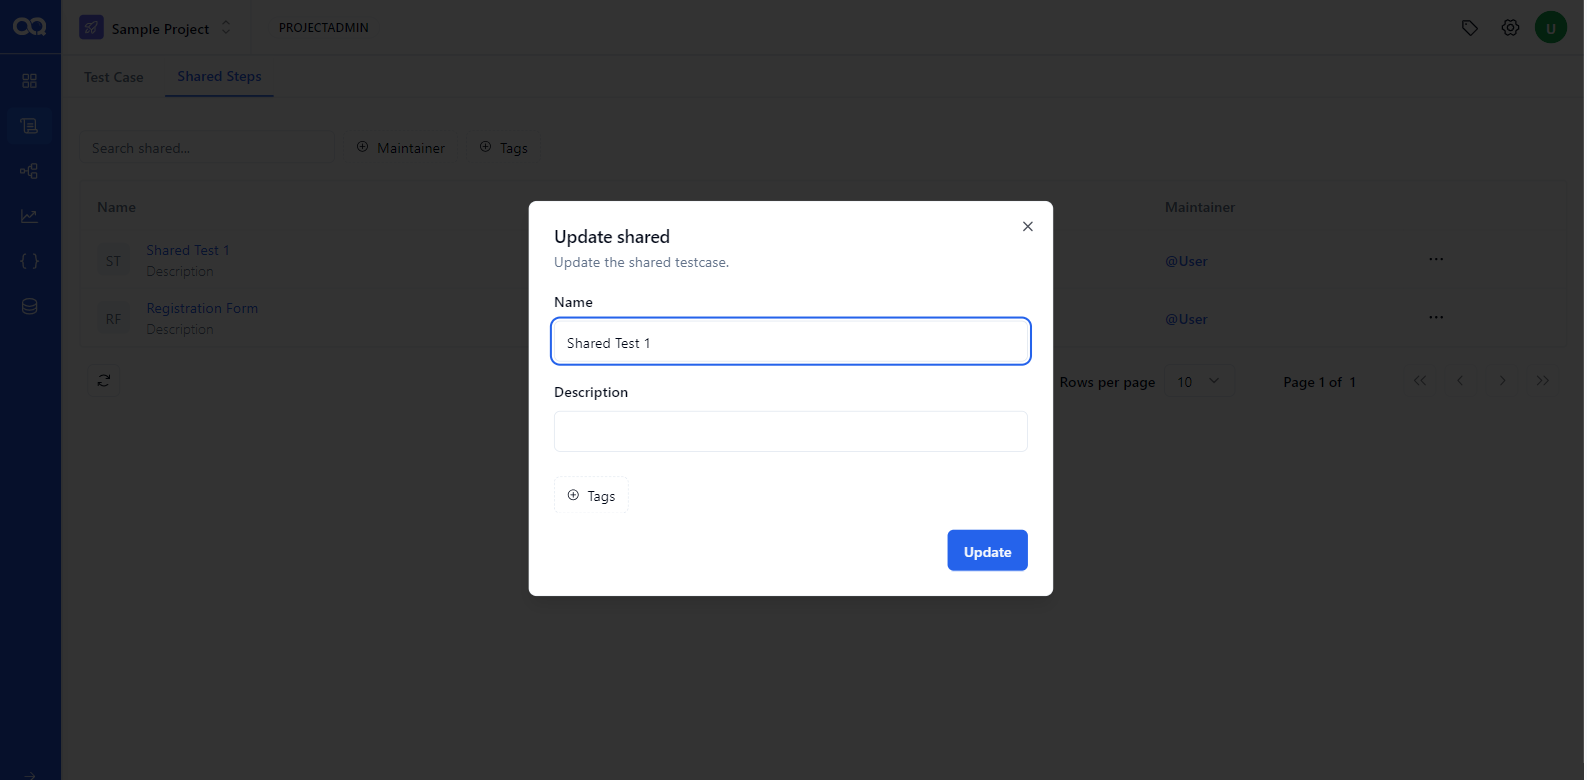 Sample Project
PROJECTADMIN
U
Test Case
Shared Steps
Search shared...
Maintainer
Tags
Name
Maintainer
ST
Shared Test 1
Description
@User
RF
Registration Form
Description
@User
Rows per page
10
Page 1 of 1
Update shared
Update the shared testcase.
Name
Shared Test 1
Description
Tags
Update